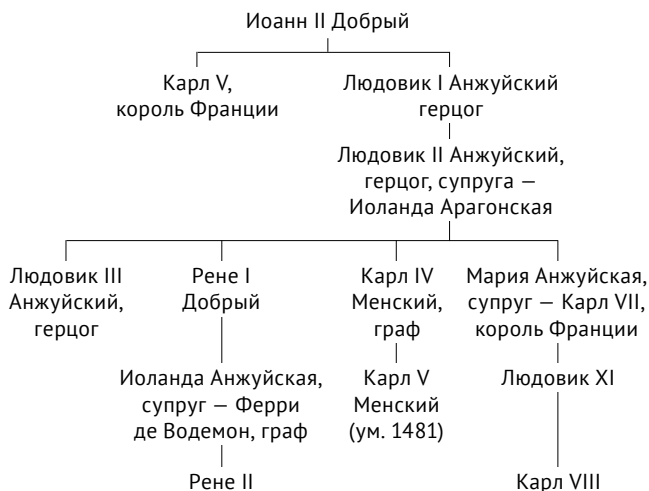 Иоанн II Добрый
Карл V,
король Франции
Людовик I Анжуйский
герцог
Людовик II Анжуйский,
герцог, супруга —
Иоланда Арагонская
Людовик III
Анжуйский,
герцог
Рене I
Добрый
Карл IV
Менский,
граф
Мария Анжуйская,
супруг — Карл VII,
король Франции
Иоланда Анжуйская,
супруг — Ферри
де Водемон, граф
Карл V
Менский
(ум. 1481)
Людовик XI
Рене II
Карл VIII